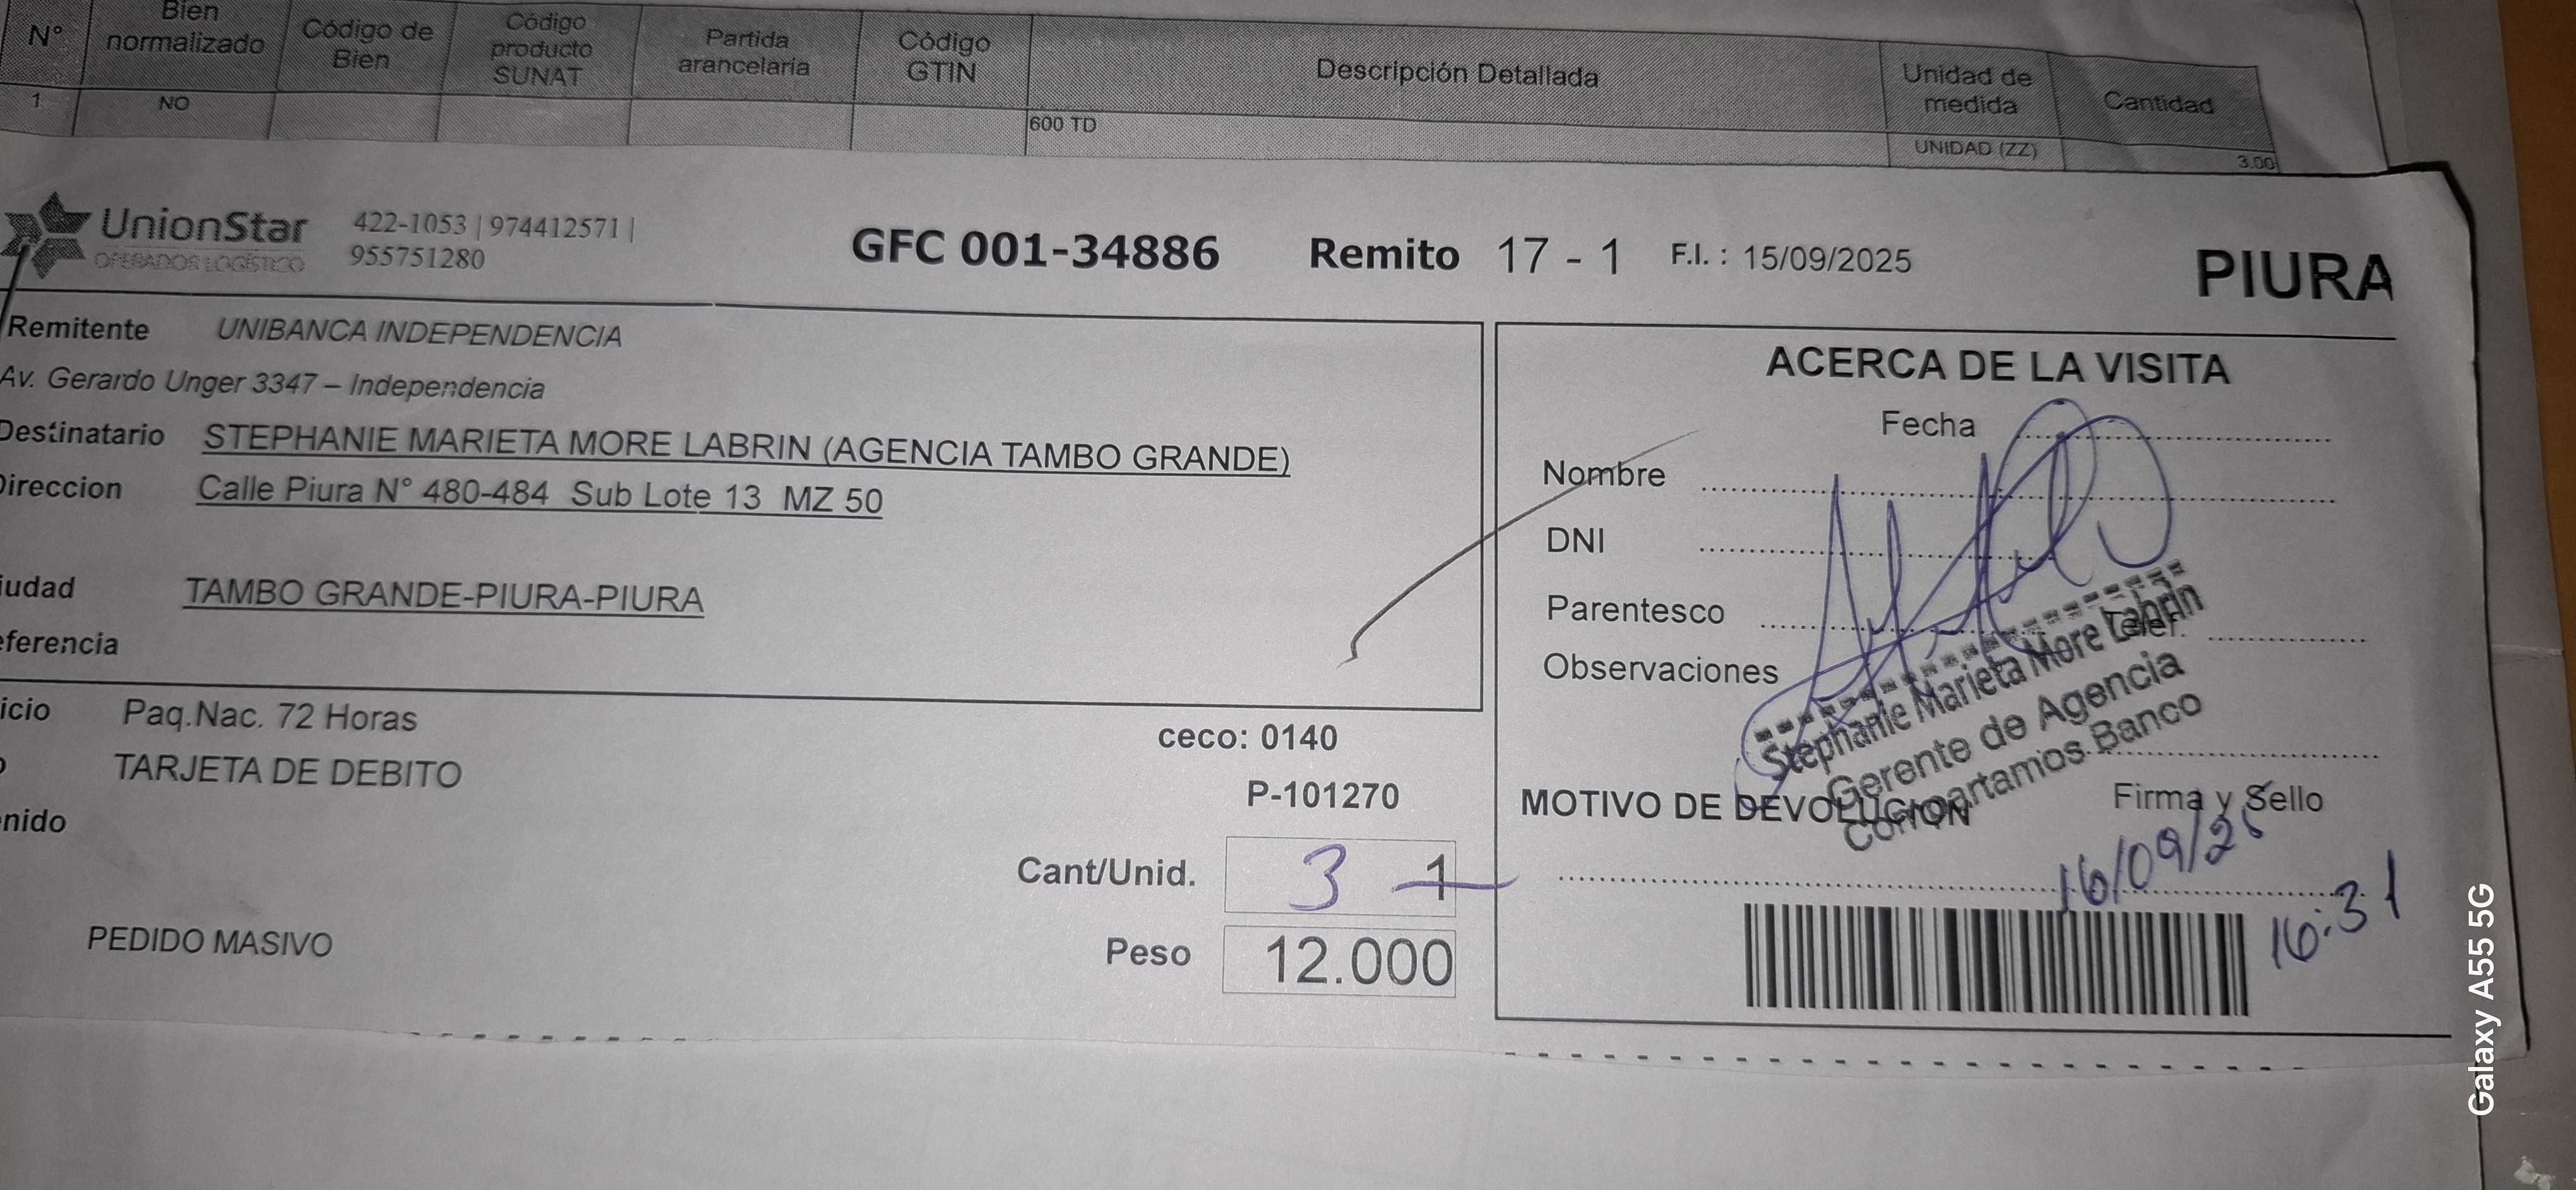 N° Bien normalizado Código de Bien Código producto SUNAT Partida arancelaria Código GTIN Descripción Detallada Unidad de medida Cantidad
1 NO 600 TD UNIDAD (ZZ) 3.00
UnionStar
OPERADOR LOGÍSTICO
422-1053 | 974412571 |
955751280
GFC 001-34886 Remito 17 - 1 F.I. : 15/09/2025 PIURA
Remitente UNIBANCA INDEPENDENCIA
Av. Gerardo Unger 3347 – Independencia
Destinatario STEPHANIE MARIETA MORE LABRIN (AGENCIA TAMBO GRANDE)
Direccion Calle Piura N° 480-484 Sub Lote 13 MZ 50
iudad TAMBO GRANDE-PIURA-PIURA
eferencia
icio Paq.Nac. 72 Horas
o TARJETA DE DEBITO
nido
PEDIDO MASIVO
ceco: 0140
P-101270
Cant/Unid. 3 1
Peso 12.000
ACERCA DE LA VISITA
Fecha
Nombre
DNI
Parentesco Telef.
Observaciones
Stephanie Marieta More Labrin
Gerente de Agencia
Compartamos Banco
MOTIVO DE DEVOLUCION Firma y Sello
16/09/25
16:31
Galaxy A55 5G